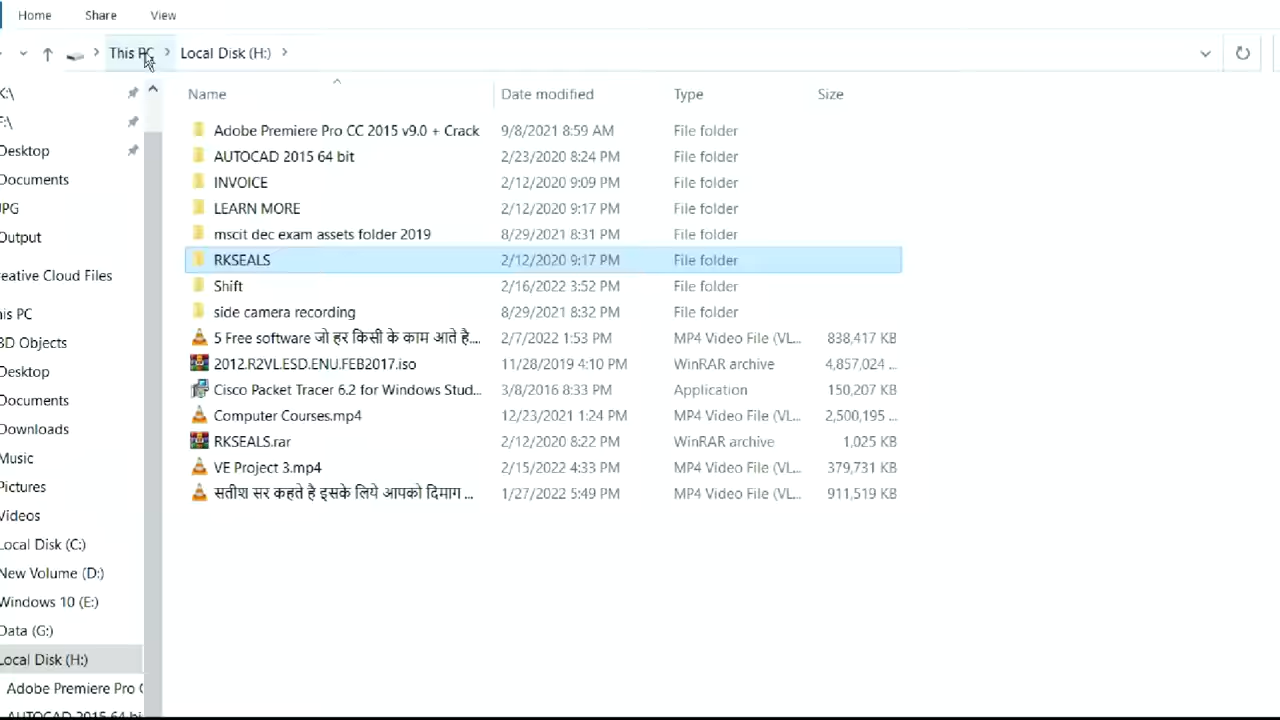 Home Share View
This PC Local Disk (H:)
Name Date modified Type Size
Adobe Premiere Pro CC 2015 v9.0 + Crack 9/8/2021 8:59 AM File folder
AUTOCAD 2015 64 bit 2/23/2020 8:24 PM File folder
INVOICE 2/12/2020 9:09 PM File folder
LEARN MORE 2/12/2020 9:17 PM File folder
mscit dec exam assets folder 2019 8/29/2021 8:31 PM File folder
RKSEALS 2/12/2020 9:17 PM File folder
Shift 2/16/2022 3:52 PM File folder
side camera recording 8/29/2021 8:32 PM File folder
5 Free software जो हर किसी के काम आते है.... 2/7/2022 1:53 PM MP4 Video File (VL... 838,417 KB
2012.R2VL.ESD.ENU.FEB2017.iso 11/28/2019 4:10 PM WinRAR archive 4,857,024 ...
Cisco Packet Tracer 6.2 for Windows Stud... 3/8/2016 8:33 PM Application 150,207 KB
Computer Courses.mp4 12/23/2021 1:24 PM MP4 Video File (VL... 2,500,195 ...
RKSEALS.rar 2/12/2020 8:22 PM WinRAR archive 1,025 KB
VE Project 3.mp4 2/15/2022 4:33 PM MP4 Video File (VL... 379,731 KB
सतीश सर कहते है इसके लिये आपको दिमाग ... 1/27/2022 5:49 PM MP4 Video File (VL... 911,519 KB
K:\
F:\
Desktop
Documents
JPG
Output
eative Cloud Files
is PC
3D Objects
Desktop
Documents
Downloads
Music
Pictures
Videos
Local Disk (C:)
New Volume (D:)
Windows 10 (E:)
Data (G:)
Local Disk (H:)
Adobe Premiere Pro
AUTOCAD 2015 64 bi